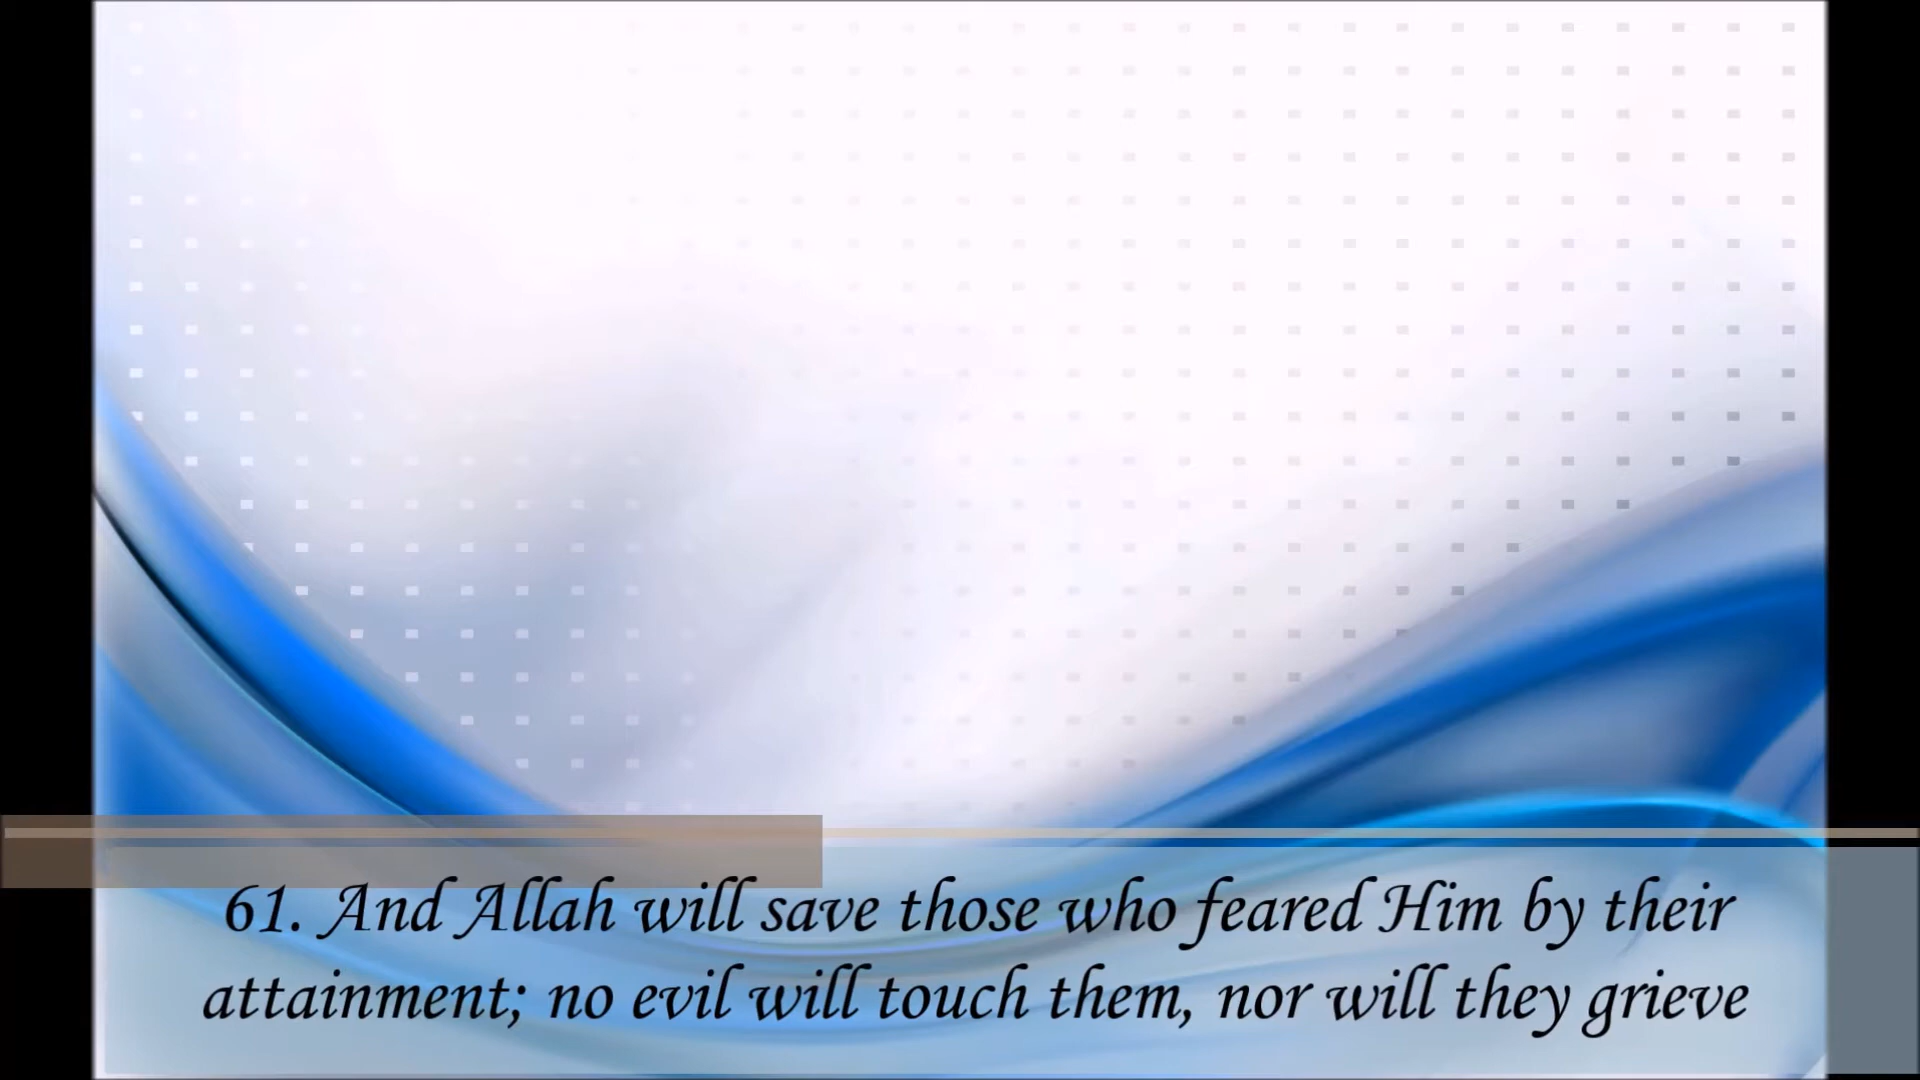 61. And Allah will save those who feared Him by their
attainment; no evil will touch them, nor will they grieve